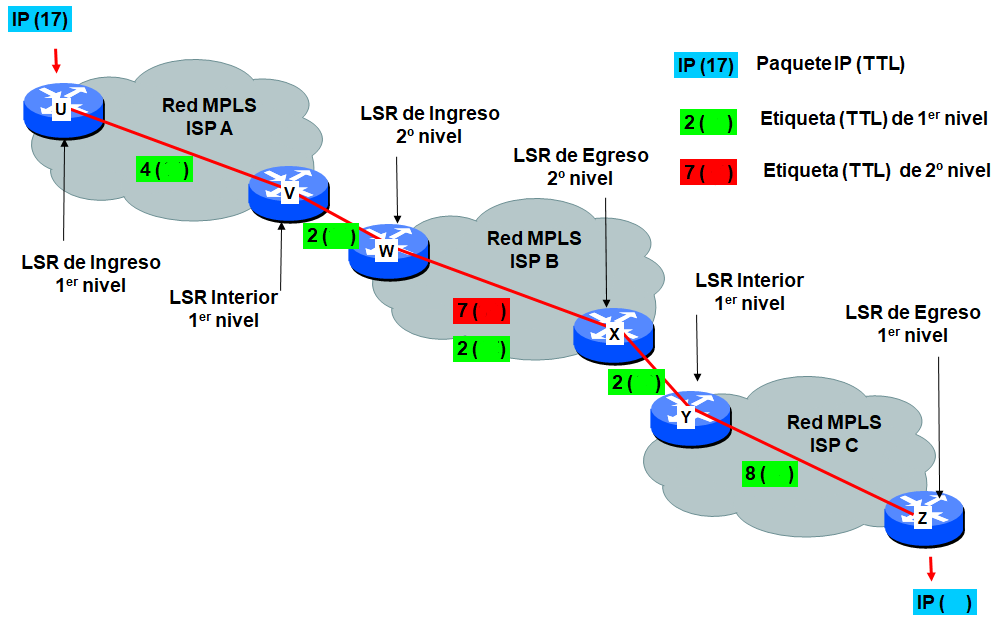 IP (17)
IP (17) Paquete IP (TTL)
2 ( ) Etiqueta (TTL) de 1er nivel
7 ( ) Etiqueta (TTL) de 2º nivel
U
Red MPLS
ISP A
4 ( )
V
2 ( )
LSR de Ingreso
1er nivel
LSR Interior
1er nivel
LSR de Ingreso
2º nivel
W
Red MPLS
ISP B
7 ( )
2 ( )
LSR de Egreso
2º nivel
X
2 ( )
LSR Interior
1er nivel
Y
Red MPLS
ISP C
8 ( )
LSR de Egreso
1er nivel
Z
IP ( )